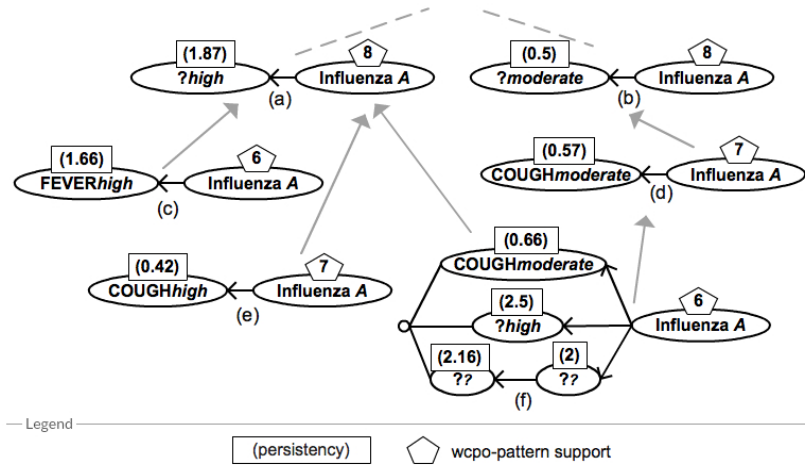 (1.87) 8 (0.5) 8
?high Influenza A ?moderate Influenza A
(a) (b)
(1.66) 6 (0.57) 7
FEVERhigh Influenza A COUGHmoderate Influenza A
(c) (d)
(0.42) 7 (0.66)
COUGHhigh Influenza A COUGHmoderate
(e)
(2.5) 6
?high Influenza A
(2.16) (2)
?? ??
(f)
Legend
(persistency) wcpo-pattern support